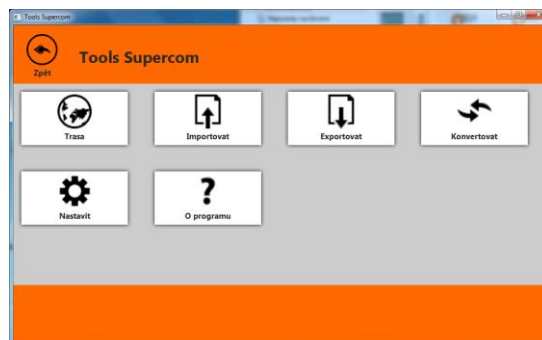 Tools Supercom
Zpět
Tools Supercom
Trasa
Importovat
Exportovat
Konvertovat
Nastavit
?
O programu